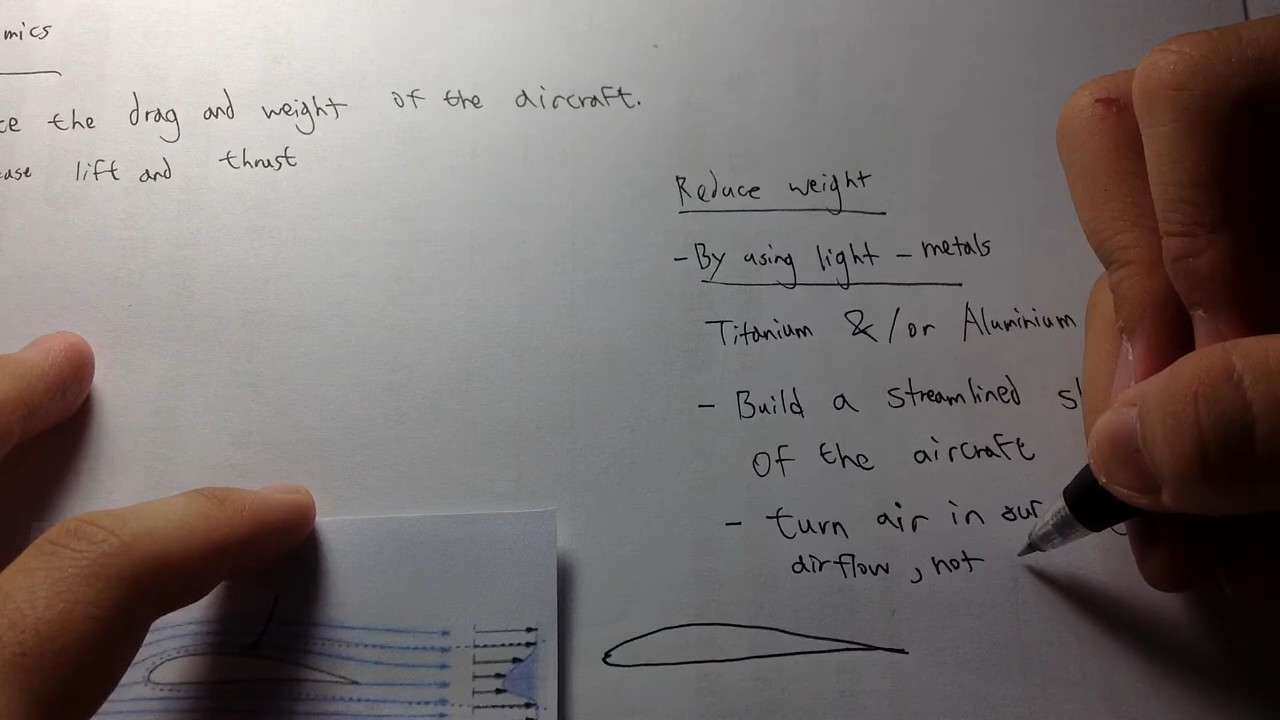 mics
the drag and weight of the aircraft.
lift and thrust
Reduce weight
- By using light - metals
Titanium &/or Aluminium
- Build a streamlined
of the aircraft
- turn air in our
airflow, not